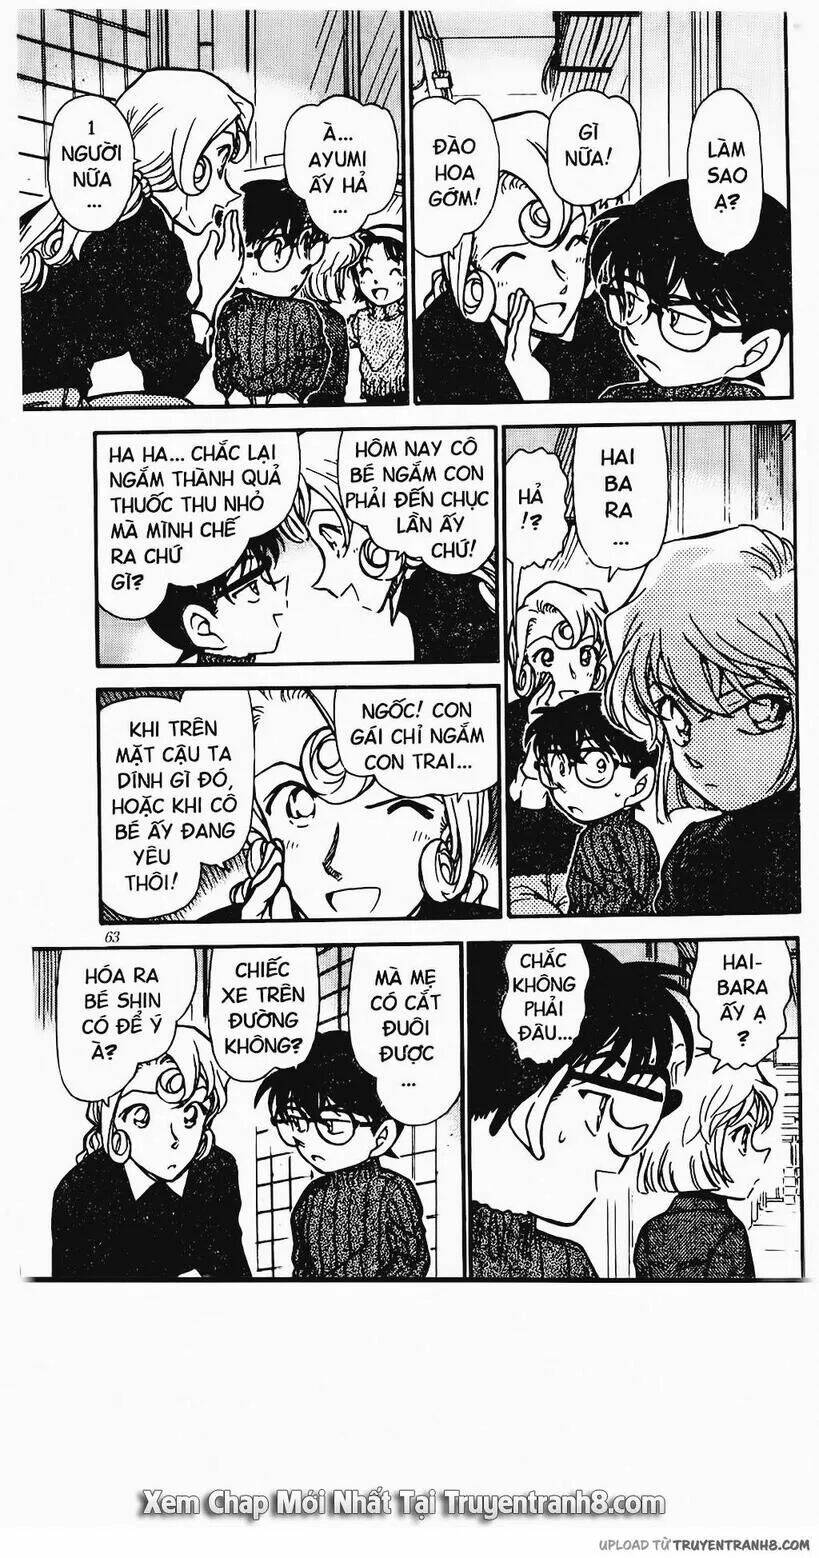 LÀM
SAO
Ạ?
GÌ
NỮA!
ĐÀO
HOA
GỚM!
À...
AYUMI
ẤY HẢ
...
1
NGƯỜI
NỮA
...
HAI
BA
RA
...
HẢ
!?
HÔM NAY CÔ
BÉ NGẮM CON
PHẢI ĐẾN CHỤC
LẦN ẤY
CHỨ!
HA HA... CHẮC LẠI
NGẮM THÀNH QUẢ
THUỐC THU NHỎ
MÀ MÌNH CHẾ
RA CHỨ
GÌ?
NGỐC! CON
GÁI CHỈ NGẮM
CON TRAI...
KHI TRÊN
MẶT CẬU TA
DÍNH GÌ ĐÓ,
HOẶC KHI CÔ
BÉ ẤY ĐANG
YÊU
THÔI!
63
HAI-
BARA
ẤY Ạ
?
CHẮC
KHÔNG
PHẢI
ĐÂU...
MÀ MẸ
CÓ CẮT
ĐUÔI
ĐƯỢC
...
CHIẾC
XE TRÊN
ĐƯỜNG
KHÔNG?
HÓA RA
BÉ SHIN
CÓ ĐỂ Ý
À?
Xem Chap Mới Nhất Tại Truyentranh8.com
UPLOAD TỪ TRUYENTRANH8.COM